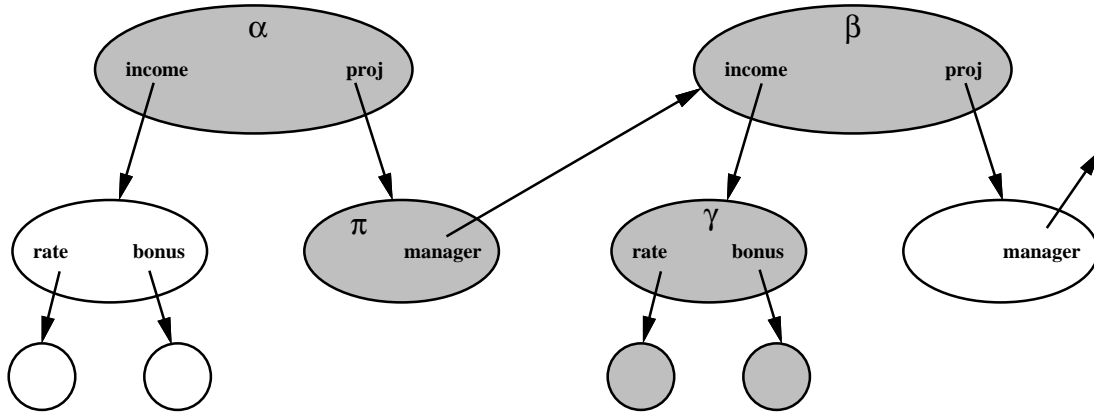 α β
income proj income proj
π γ
rate bonus manager rate bonus manager